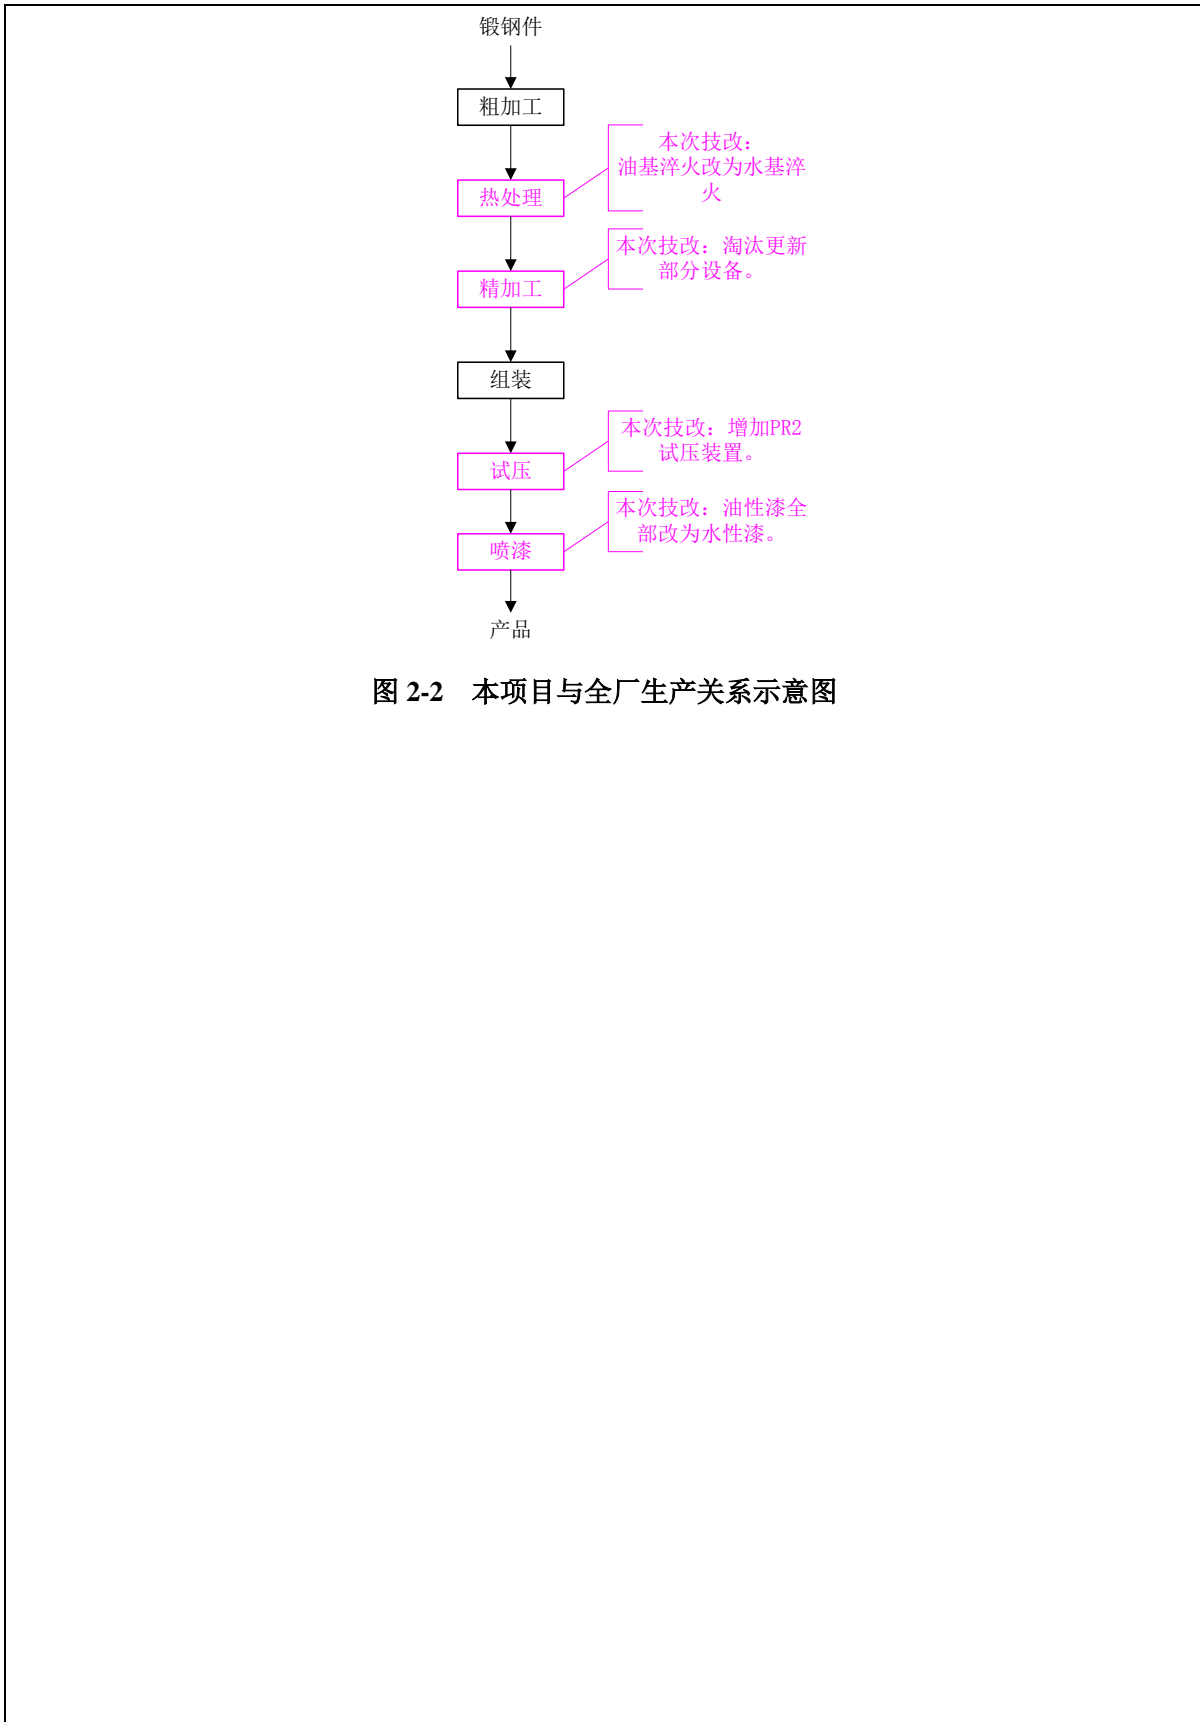 锻钢件
粗加工
本次技改：
油基淬火改为水基淬
火
热处理
本次技改：淘汰更新
部分设备。
精加工
组装
本次技改：增加PR2
试压装置。
试压
本次技改：油性漆全
部改为水性漆。
喷漆
产品
图 2-2 本项目与全厂生产关系示意图